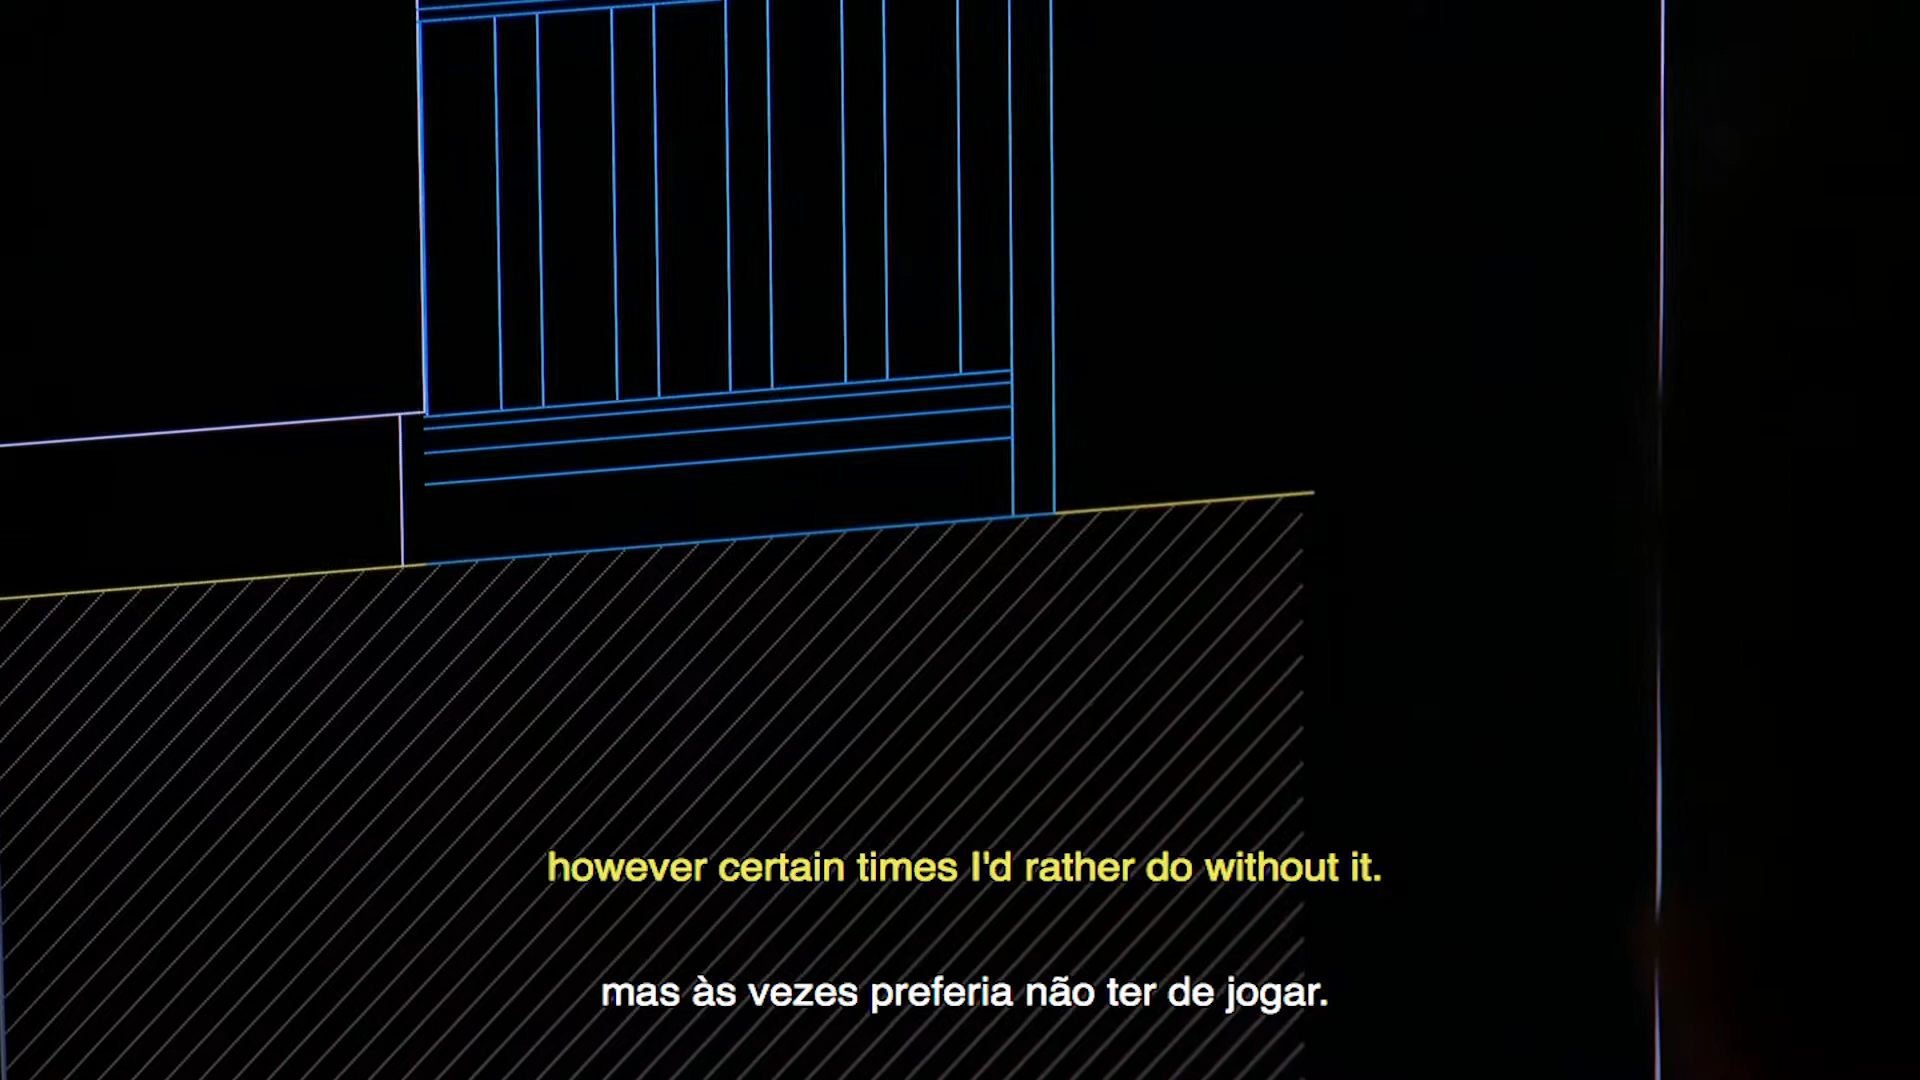 however certain times I'd rather do without it.
mas às vezes preferia não ter de jogar.